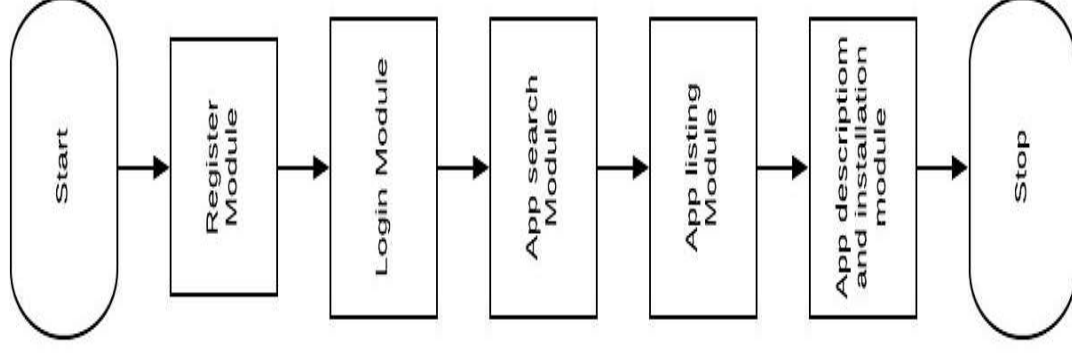 Start
Register
Module
Login Module
App search
Module
App listing
Module
App descriptiom
and installation
module
Stop